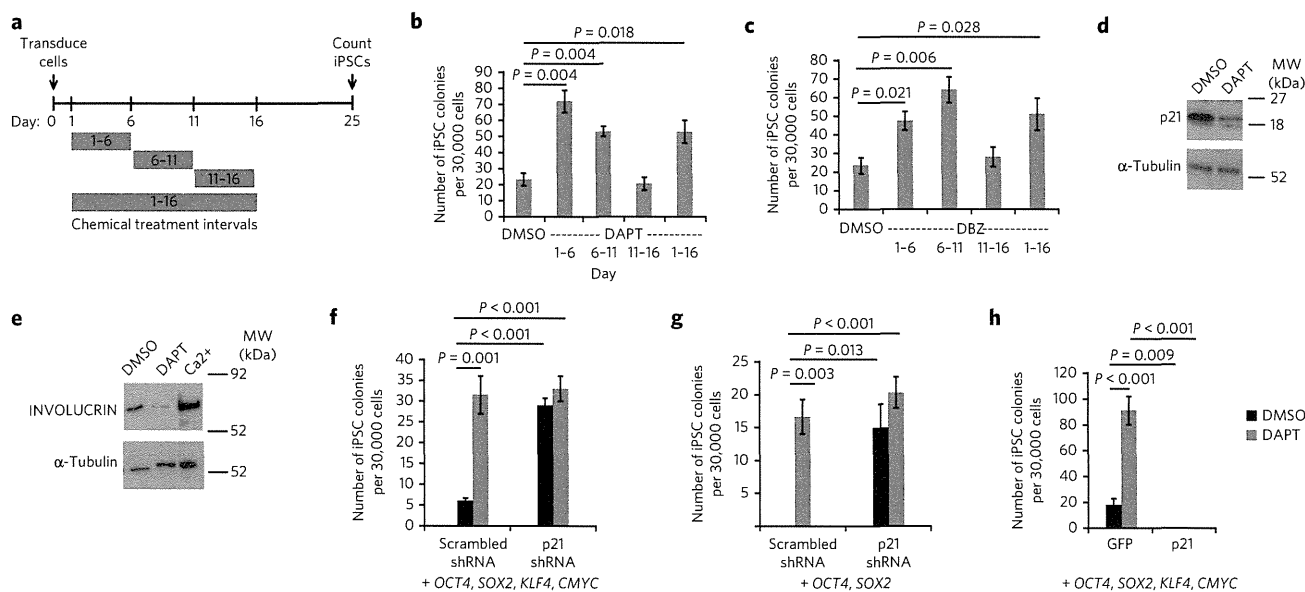 a
Transduce cells
Count iPSCs
Day: 0 1 6 11 16 25
1–6
6–11
11–16
1–16
Chemical treatment intervals
b
P = 0.018
P = 0.004
P = 0.004
Number of iPSC colonies per 30,000 cells
90
80
70
60
50
40
30
20
10
0
DMSO DAPT
1–6 6–11 11–16 1–16
Day
c
P = 0.028
P = 0.006
P = 0.021
Number of iPSC colonies per 30,000 cells
80
70
60
50
40
30
20
10
0
DMSO DBZ
1–6 6–11 11–16 1–16
d
DMSO DAPT MW (kDa)
p21
27
18
α-Tubulin
52
e
DMSO DAPT Ca2+ MW (kDa)
92
INVOLUCRIN
52
α-Tubulin
52
f
P < 0.001
P < 0.001
P = 0.001
Number of iPSC colonies per 30,000 cells
40
35
30
25
20
15
10
5
0
Scrambled shRNA
p21 shRNA
+ OCT4, SOX2, KLF4, CMYC
g
P < 0.001
P = 0.013
P = 0.003
Number of iPSC colonies per 30,000 cells
25
20
15
10
5
Scrambled shRNA
p21 shRNA
+ OCT4, SOX2
h
P < 0.001
P = 0.009
P < 0.001
Number of iPSC colonies per 30,000 cells
120
100
80
60
40
20
0
GFP p21
+ OCT4, SOX2, KLF4, CMYC
DMSO
DAPT